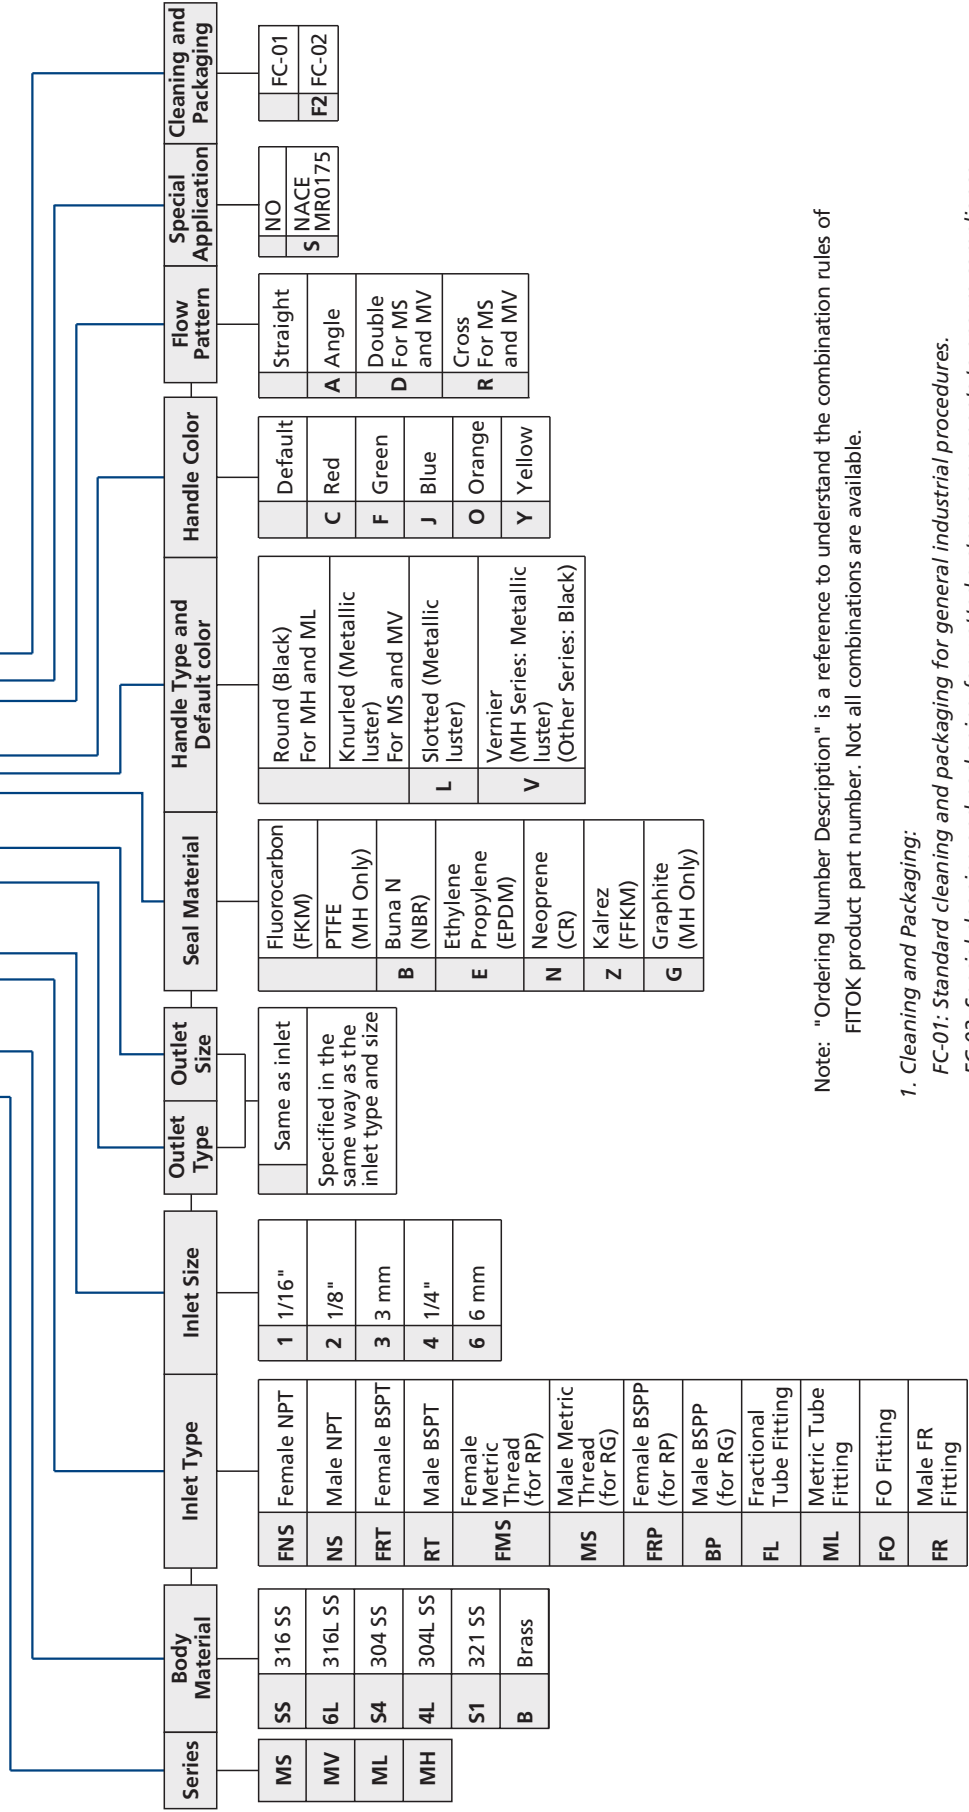 Series
MS
MV
ML
MH
Body
Material
SS 316 SS
6L 316L SS
S4 304 SS
4L 304L SS
S1 321 SS
B Brass
Inlet Type
FNS Female NPT
NS Male NPT
FRT Female BSPT
RT Male BSPT
FMS Female
Metric
Thread
(for RP)
MS Male Metric
Thread
(for RG)
FRP Female BSPP
(for RP)
BP Male BSPP
(for RG)
FL Fractional
Tube Fitting
ML Metric Tube
Fitting
FO FO Fitting
FR Male FR
Fitting
Inlet Size
1 1/16"
2 1/8"
3 3 mm
4 1/4"
6 6 mm
Outlet
Type
Outlet
Size
Same as inlet
Specified in the
same way as the
inlet type and size
Seal Material
Fluorocarbon
(FKM)
PTFE
(MH Only)
B Buna N
(NBR)
E Ethylene
Propylene
(EPDM)
N Neoprene
(CR)
Z Kalrez
(FFKM)
G Graphite
(MH Only)
Handle Type and
Default color
Round (Black)
For MH and ML
Knurled (Metallic
luster)
For MS and MV
L Slotted (Metallic
luster)
V Vernier
(MH Series: Metallic
luster)
(Other Series: Black)
Handle Color
Default
C Red
F Green
J Blue
O Orange
Y Yellow
Flow
Pattern
Straight
A Angle
D Double
For MS
and MV
R Cross
For MS
and MV
Special
Application
NO
S NACE
MR0175
Cleaning and
Packaging
FC-01
F2 FC-02
Note: "Ordering Number Description" is a reference to understand the combination rules of
FITOK product part number. Not all combinations are available.
1. Cleaning and Packaging:
FC-01: Standard cleaning and packaging for general industrial procedures.